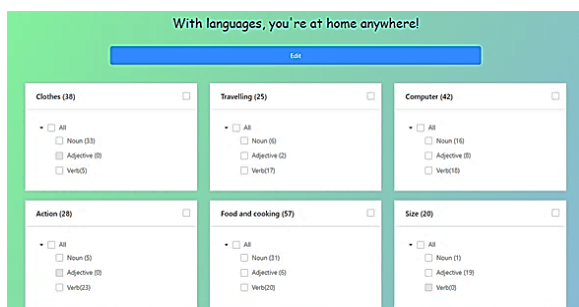 With languages, you're at home anywhere!
Edit
Clothes (38)
All
Noun (33)
Adjective (0)
Verb(5)
Travelling (25)
All
Noun (6)
Adjective (2)
Verb(17)
Computer (42)
All
Noun (16)
Adjective (8)
Verb(18)
Action (28)
All
Noun (5)
Adjective (0)
Verb(23)
Food and cooking (57)
All
Noun (31)
Adjective (6)
Verb(20)
Size (20)
All
Noun (1)
Adjective (19)
Verb(0)